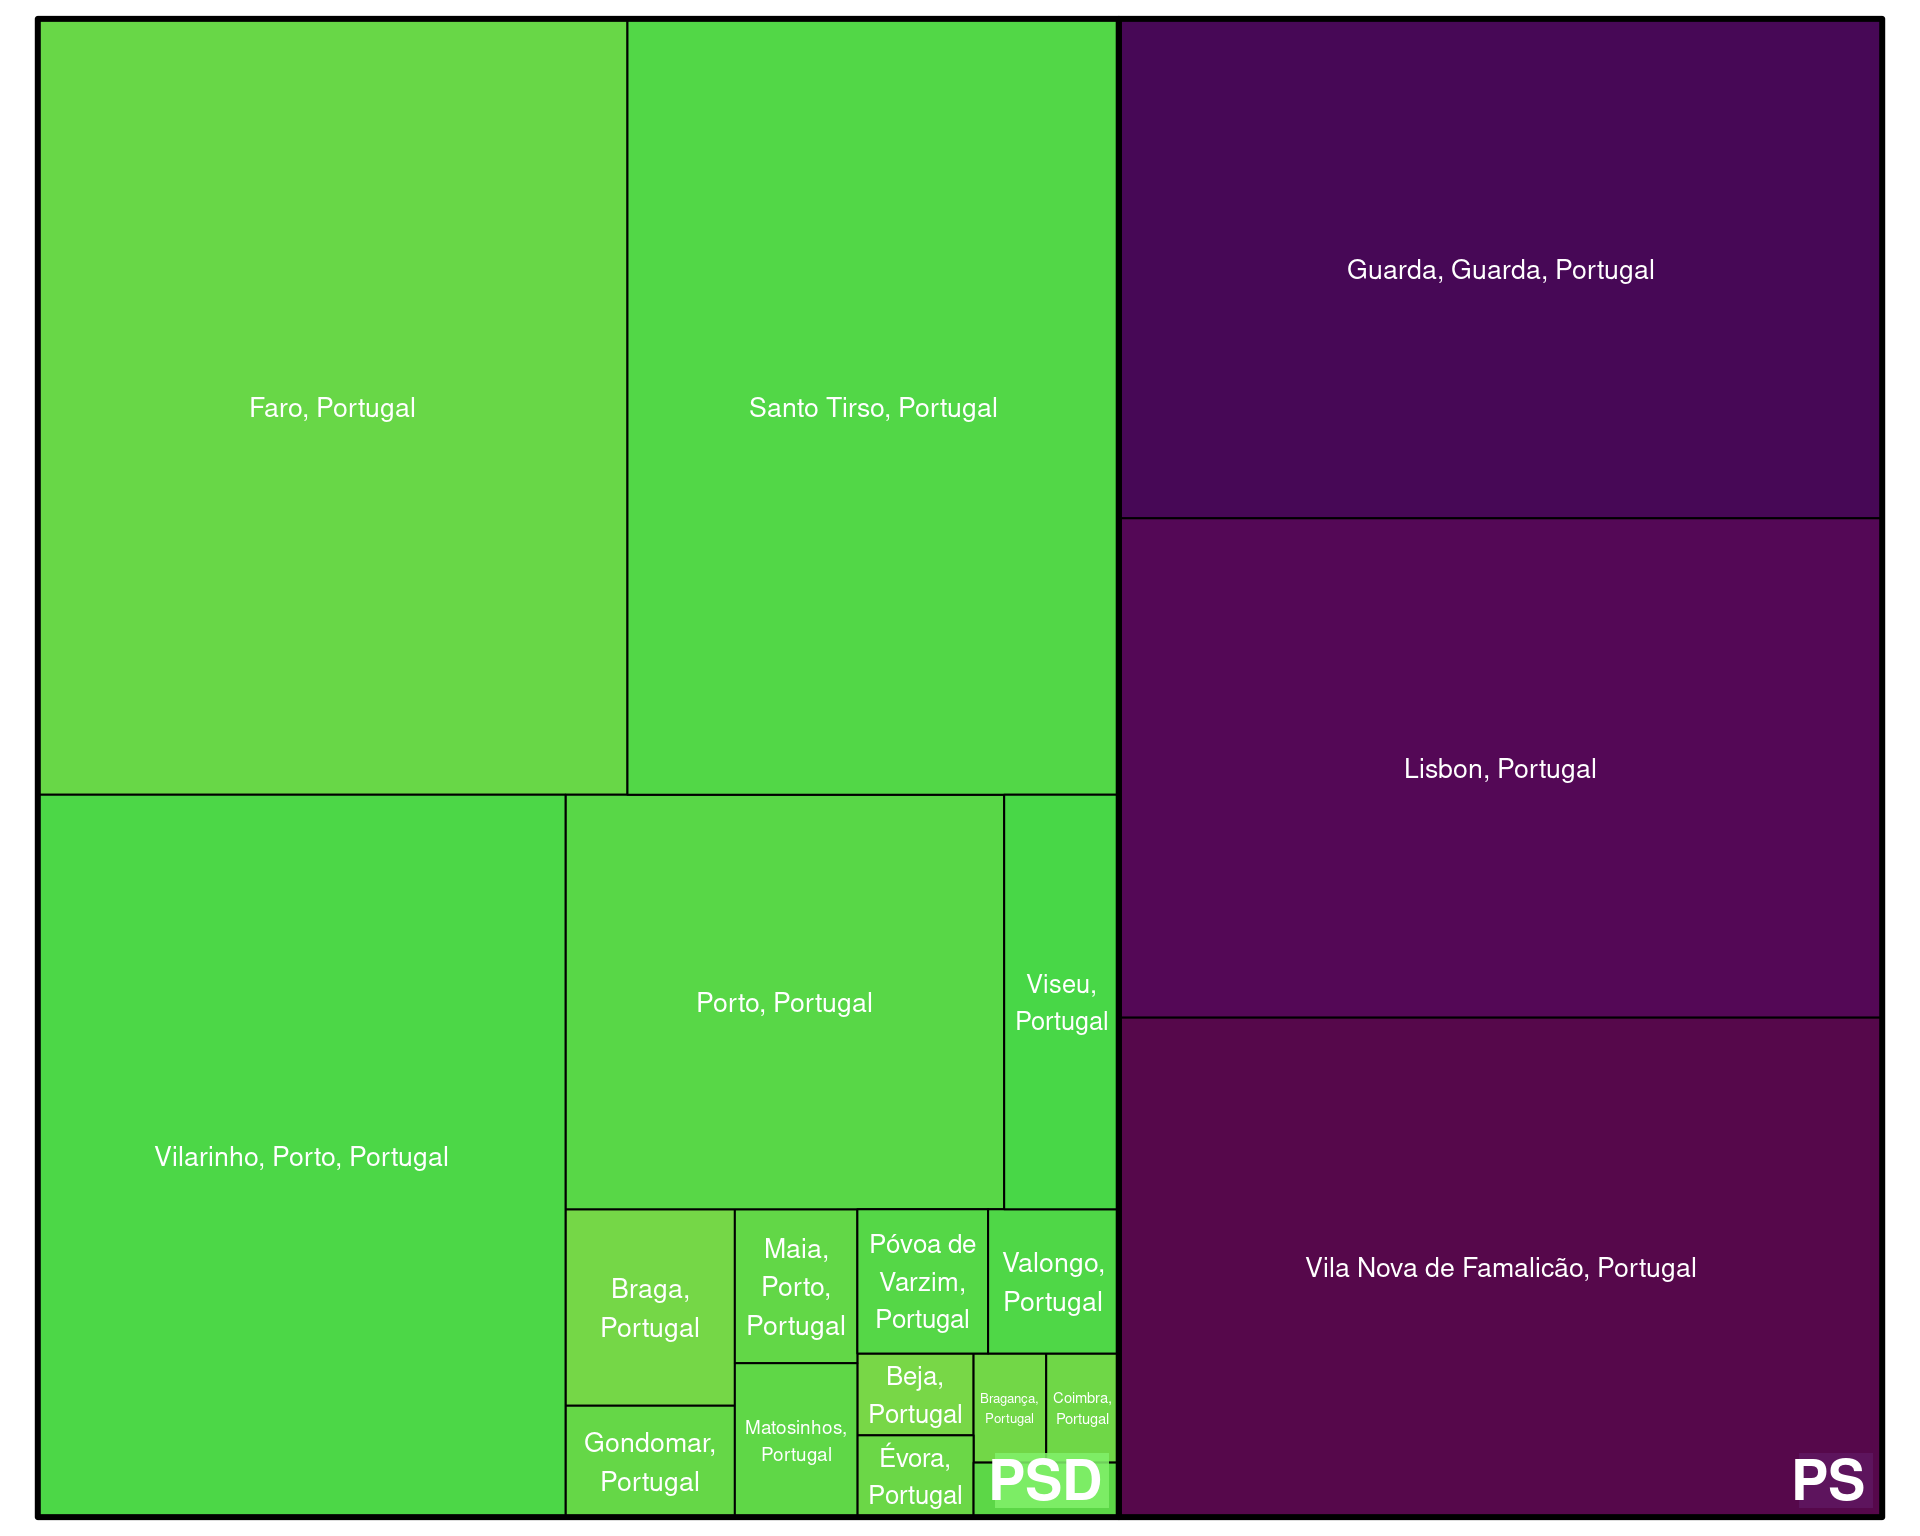 Faro, Portugal
Santo Tirso, Portugal
Guarda, Guarda, Portugal
Lisbon, Portugal
Vilarinho, Porto, Portugal
Porto, Portugal
Viseu,
Portugal
Vila Nova de Famalicão, Portugal
Braga,
Portugal
Maia,
Porto,
Portugal
Póvoa de
Varzim,
Portugal
Valongo,
Portugal
Gondomar,
Portugal
Matosinhos,
Portugal
Beja,
Portugal
Bragança,
Portugal
Coimbra,
Portugal
Évora,
Portugal
PSD
PS